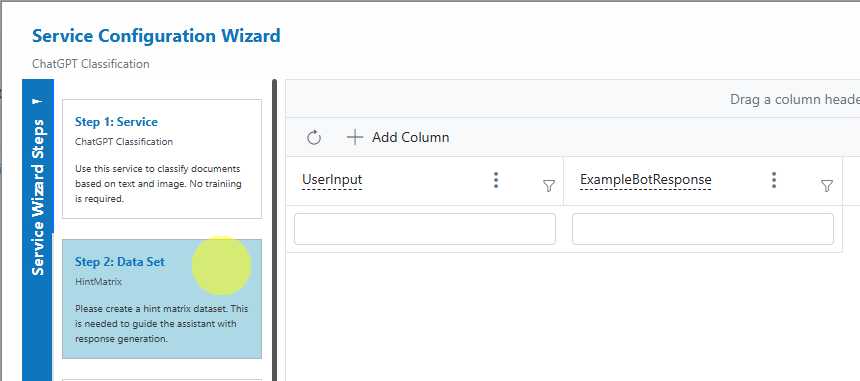 Service Configuration Wizard
ChatGPT Classification
Service Wizard Steps
Step 1: Service
ChatGPT Classification
Use this service to classify documents
based on text and image. No trainiing
is required.
Step 2: Data Set
HintMatrix
Please create a hint matrix dataset. This
is needed to guide the assistant with
response generation.
Drag a column heade
Add Column
UserInput
ExampleBotResponse